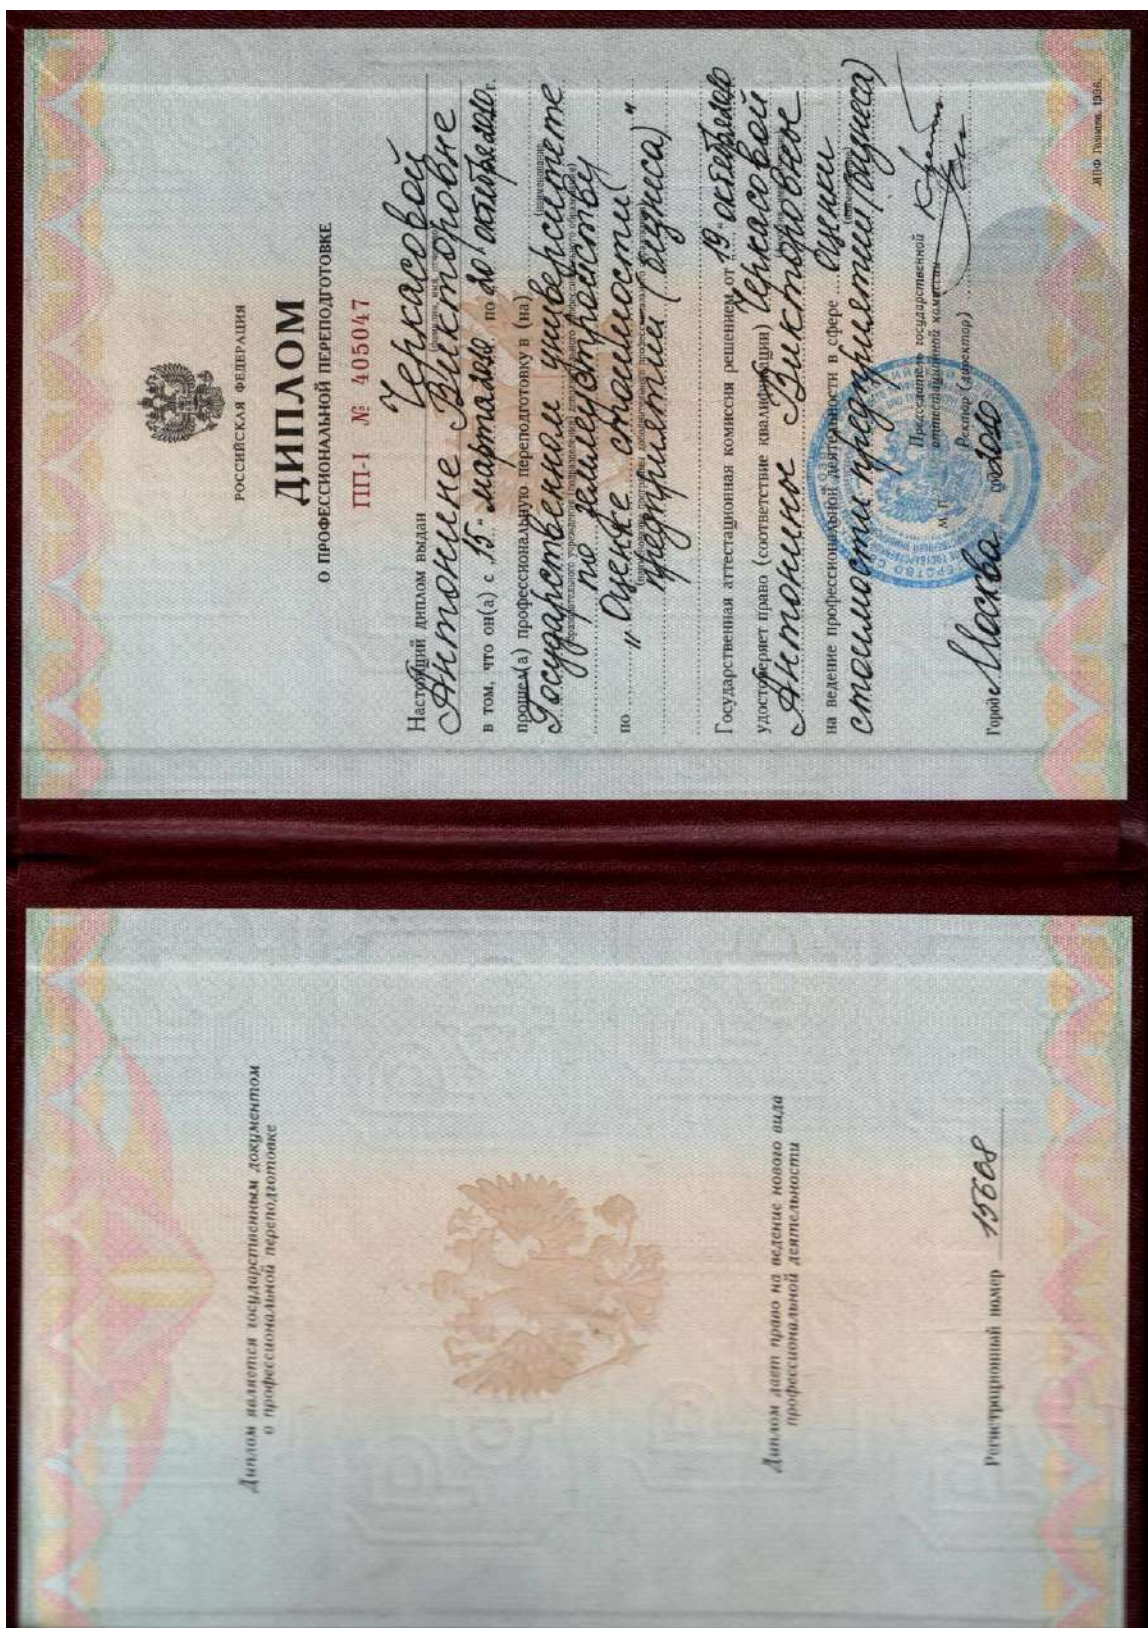 Диплом является государственным документом
о профессиональной переподготовке
Диплом дает право на ведение нового вида
профессиональной деятельности
Регистрационный номер 15608
РОССИЙСКАЯ ФЕДЕРАЦИЯ
ДИПЛОМ
О ПРОФЕССИОНАЛЬНОЙ ПЕРЕПОДГОТОВКЕ
ПП-I № 405047
Настоящий диплом выдан Черкасовой
Антонине Викторовне
в том, что он(а) с „15“ марта 2010 по „20“ октября 2010 г.
прошел(а) профессиональную переподготовку в (на)
Государственном университете
по землеустройству
по „Оценке стоимости
предприятия (бизнеса)“
Государственная аттестационная комиссия решением от „19“ октября 2010
удостоверяет право (соответствие квалификации) Черкасовой
Антонины Викторовны
на ведение профессиональной деятельности в сфере оценки
стоимости предприятия (бизнеса)
Председатель государственной
аттестационной комиссии
М. П.
Ректор (директор)
Город Москва год 2010
МПФ Гознака. 1996.